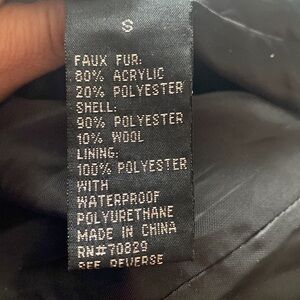 S
FAUX FUR:
80% ACRYLIC
20% POLYESTER
SHELL:
90% POLYESTER
10% WOOL
LINING:
100% POLYESTER
WITH
WATERPROOF
POLYURETHANE
MADE IN CHINA
RN#70829
SEE REVERSE